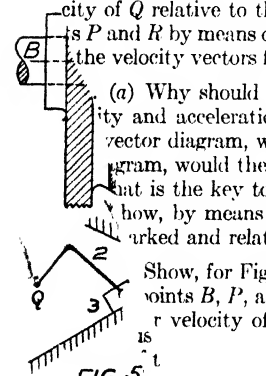 city of Q relative to th
s P and R by means o
B
the velocity vectors f
(a) Why should
ity and acceleratio
vector diagram, w
gram, would the
hat is the key to
how, by means
arked and relat
2
Show, for Fig
Q
oints B, P, a
3
r velocity of
is
t
FIG. 5